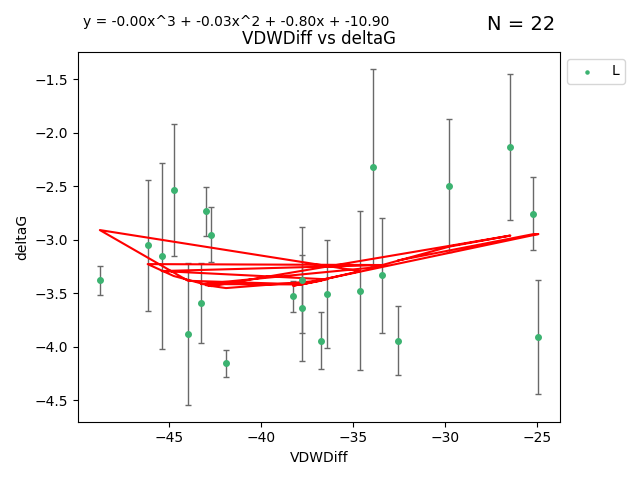 y = -0.00x^3 + -0.03x^2 + -0.80x + -10.90
N = 22
VDWDiff vs deltaG
L
−1.5
−2.0
−2.5
−3.0
−3.5
−4.0
−4.5
deltaG
−45
−40
−35
−30
−25
VDWDiff